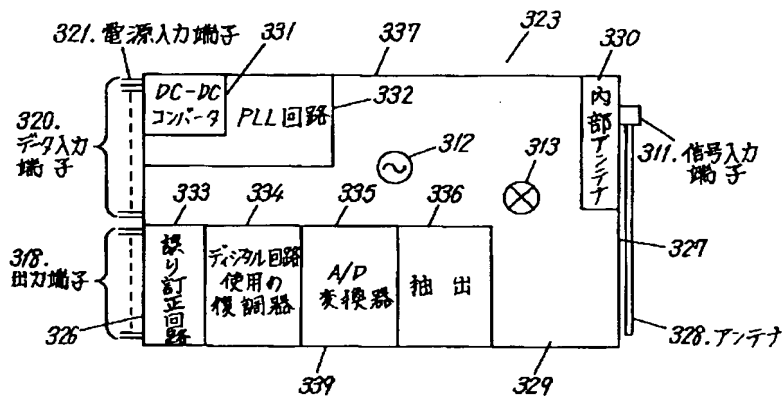 321. 電源入力端子
331
337
323
330
DC-DC
コンバータ
PLL回路
332
内部アンテナ
320.
データ入力
端子
312
313
311. 信号入力
端子
333
334
335
336
327
318.
出力端子
誤り訂正回路
ディジタル回路
使用の
復調器
A/D
変換器
抽出
326
339
329
328. アンテナ